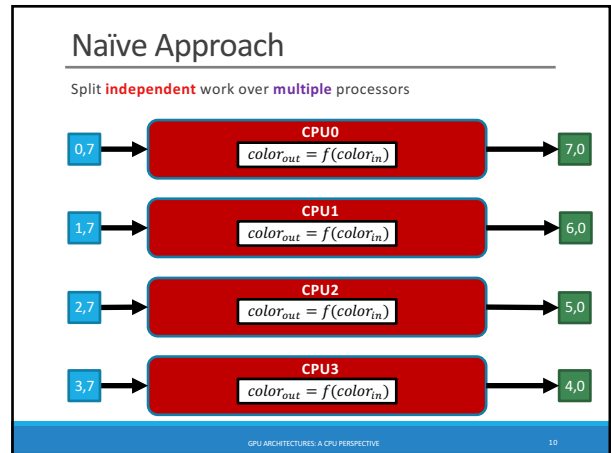 Naïve Approach
Split independent work over multiple processors
CPU0
0,7
color_out = f(color_in)
7,0
CPU1
1,7
color_out = f(color_in)
6,0
CPU2
2,7
color_out = f(color_in)
5,0
CPU3
3,7
color_out = f(color_in)
4,0
GPU ARCHITECTURES: A CPU PERSPECTIVE
10